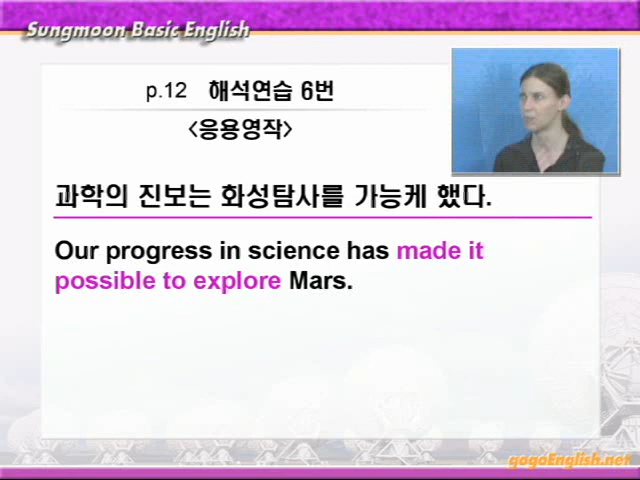 Sungmoon Basic English
p.12 해석연습 6번
<응용영작>
과학의 진보는 화성탐사를 가능케 했다.
Our progress in science has made it
possible to explore Mars.
gogoEnglish.net